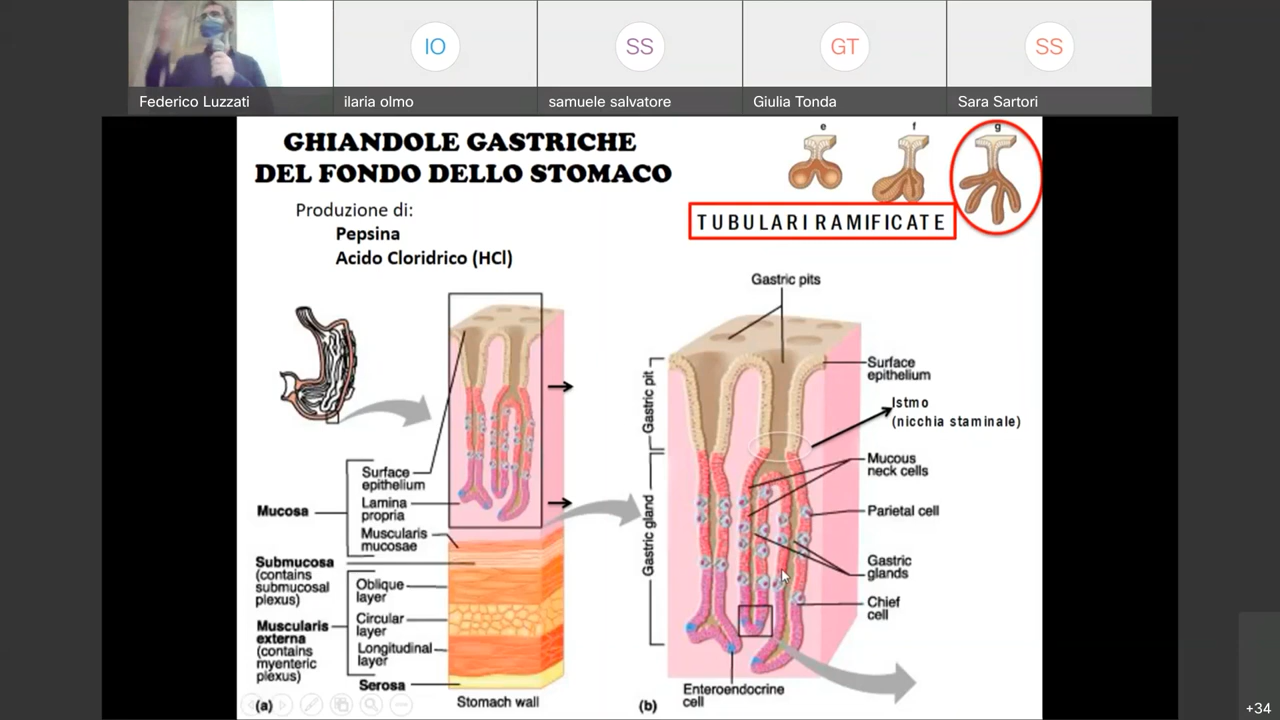 IO
SS
GT
SS
Federico Luzzati
ilaria olmo
samuele salvatore
Giulia Tonda
Sara Sartori
GHIANDOLE GASTRICHE
DEL FONDO DELLO STOMACO
e
f
g
TUBULARI RAMIFICATE
Produzione di:
Pepsina
Acido Cloridrico (HCl)
Surface
epithelium
Lamina
propria
Muscularis
mucosae
Mucosa
Submucosa
(contains
submucosal
plexus)
Oblique
layer
Circular
layer
Longitudinal
layer
Muscularis
externa
(contains
myenteric
plexus)
Serosa
(a)
Stomach wall
Gastric pits
Gastric pit
Gastric gland
Surface
epithelium
Istmo
(nicchia staminale)
Mucous
neck cells
Parietal cell
Gastric
glands
Chief
cell
Enteroendocrine
cell
(b)
+34